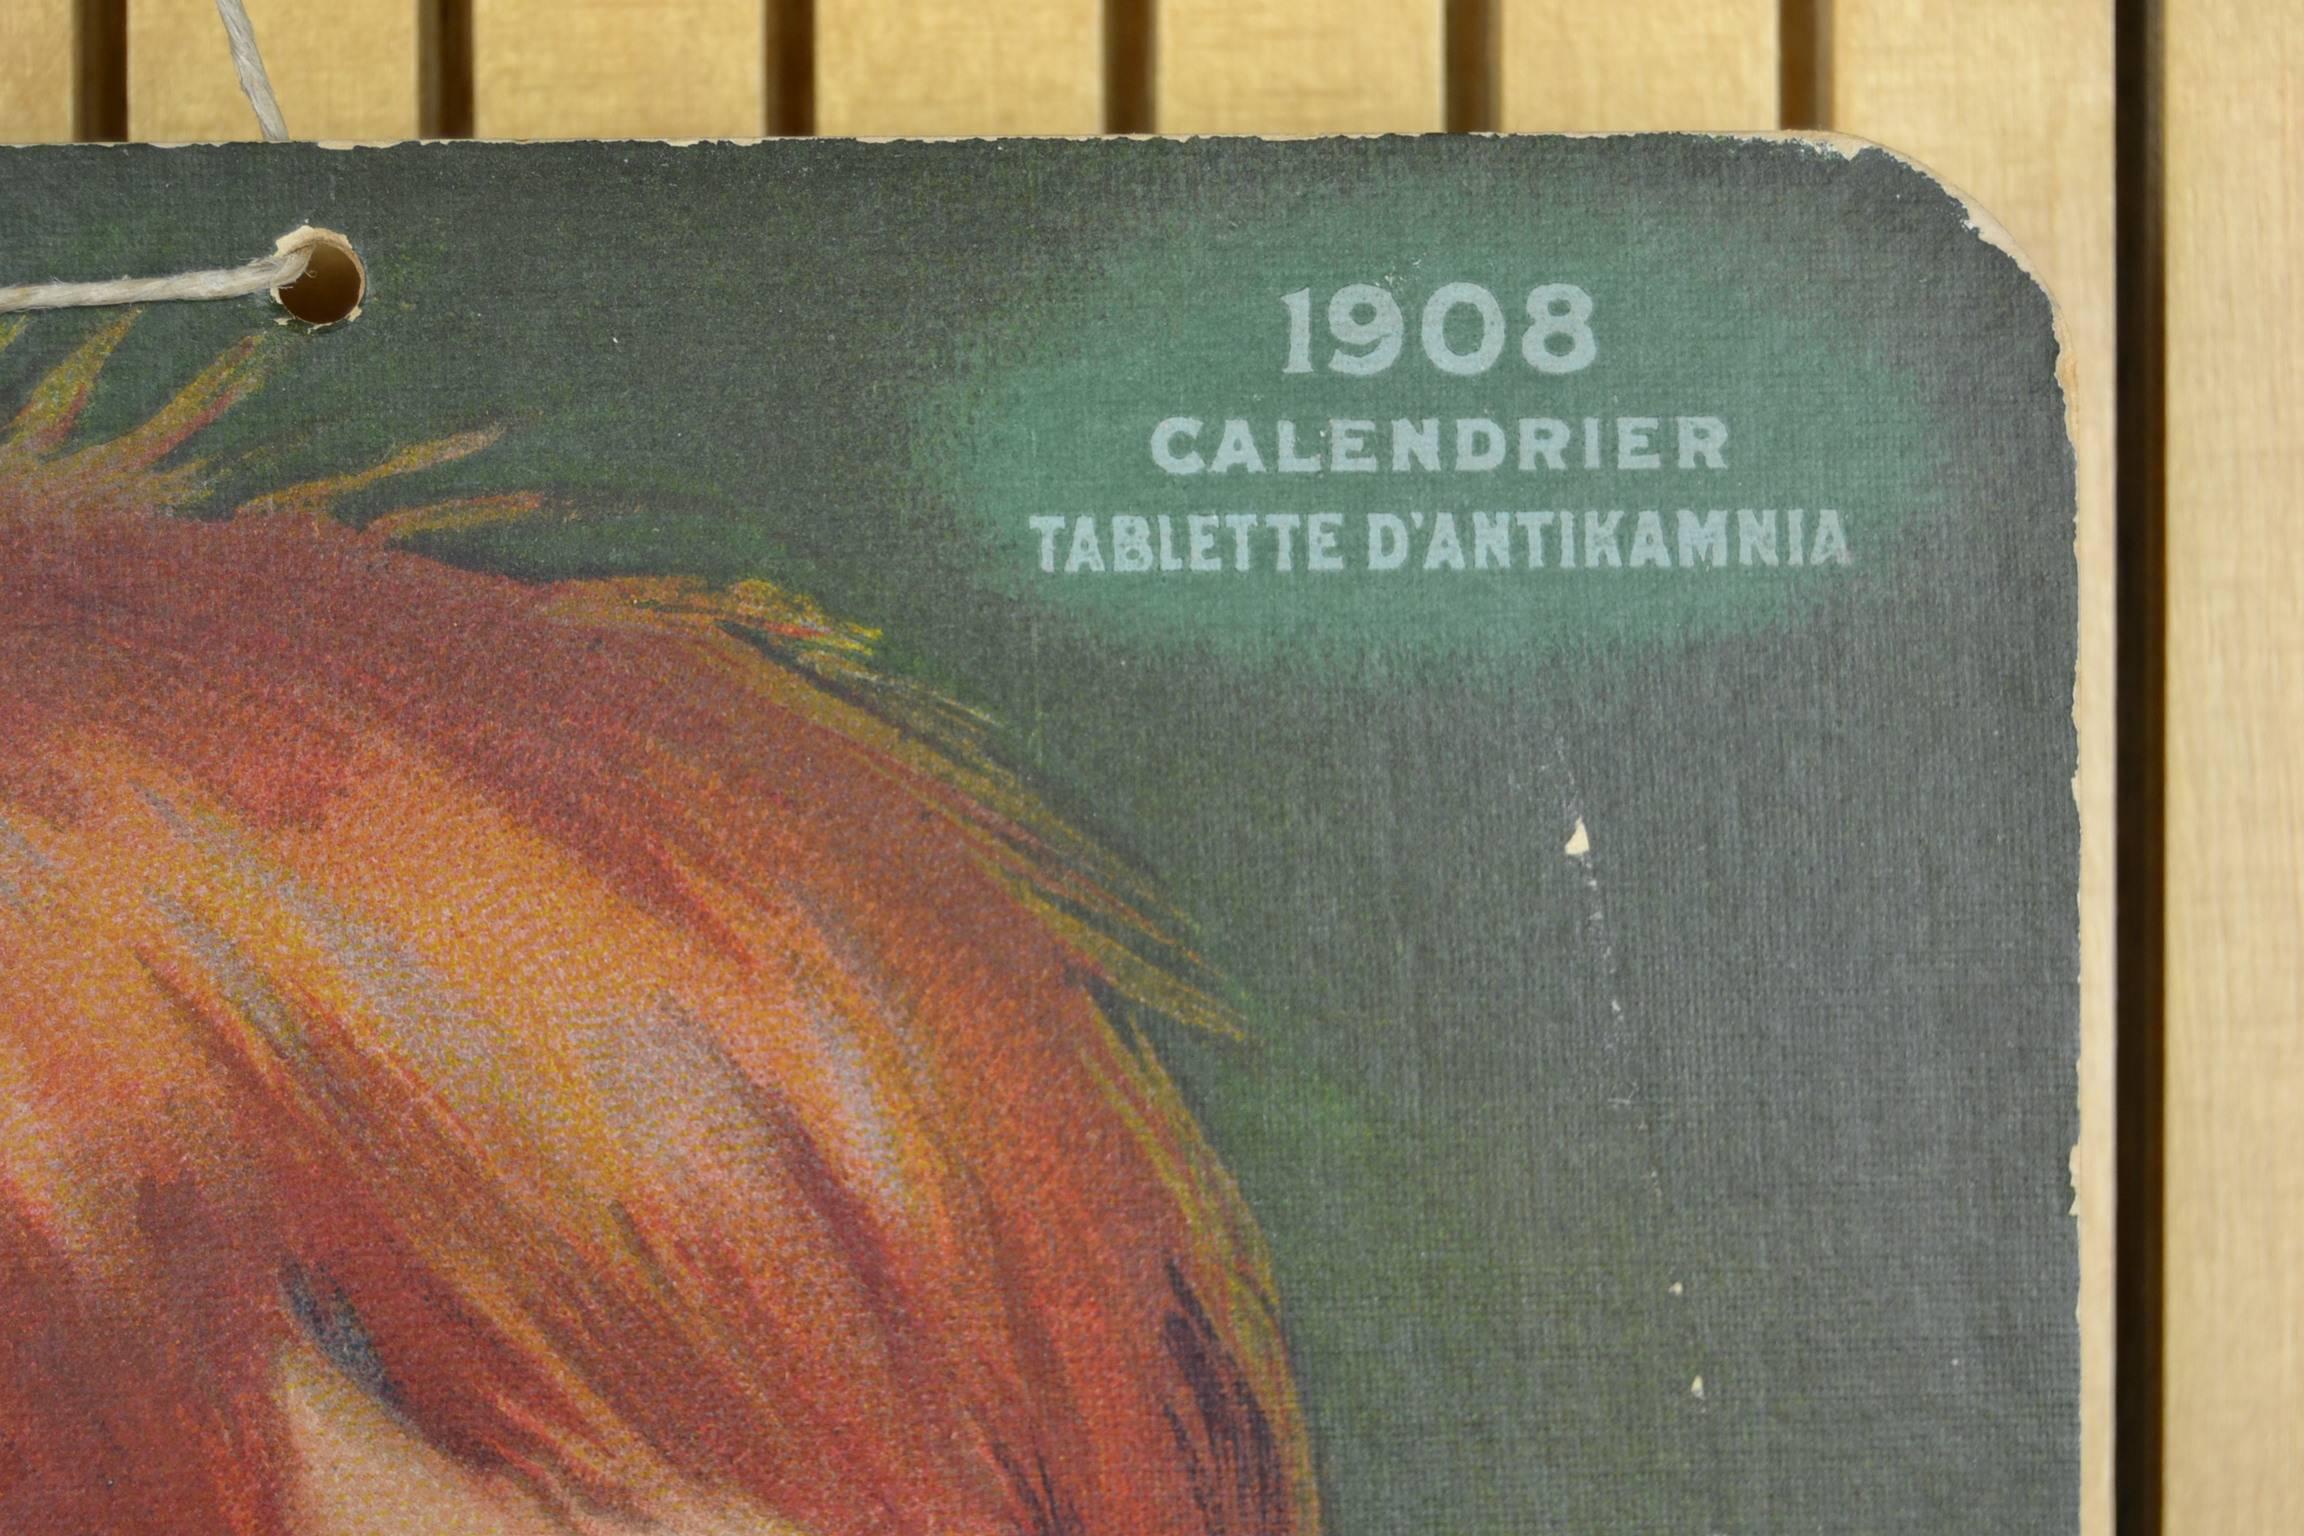 1908
CALENDRIER
TABLETTE D'ANTIKAMNIA